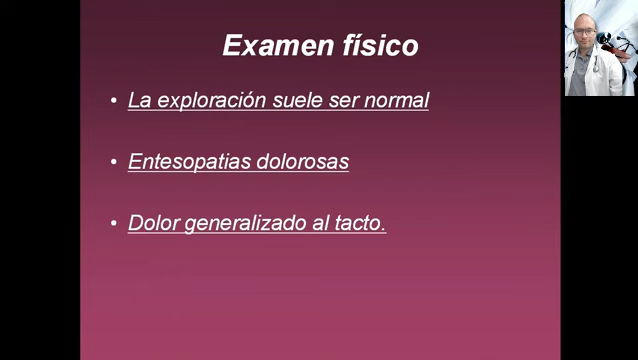 Examen físico
• La exploración suele ser normal
• Entesopatias dolorosas
• Dolor generalizado al tacto.